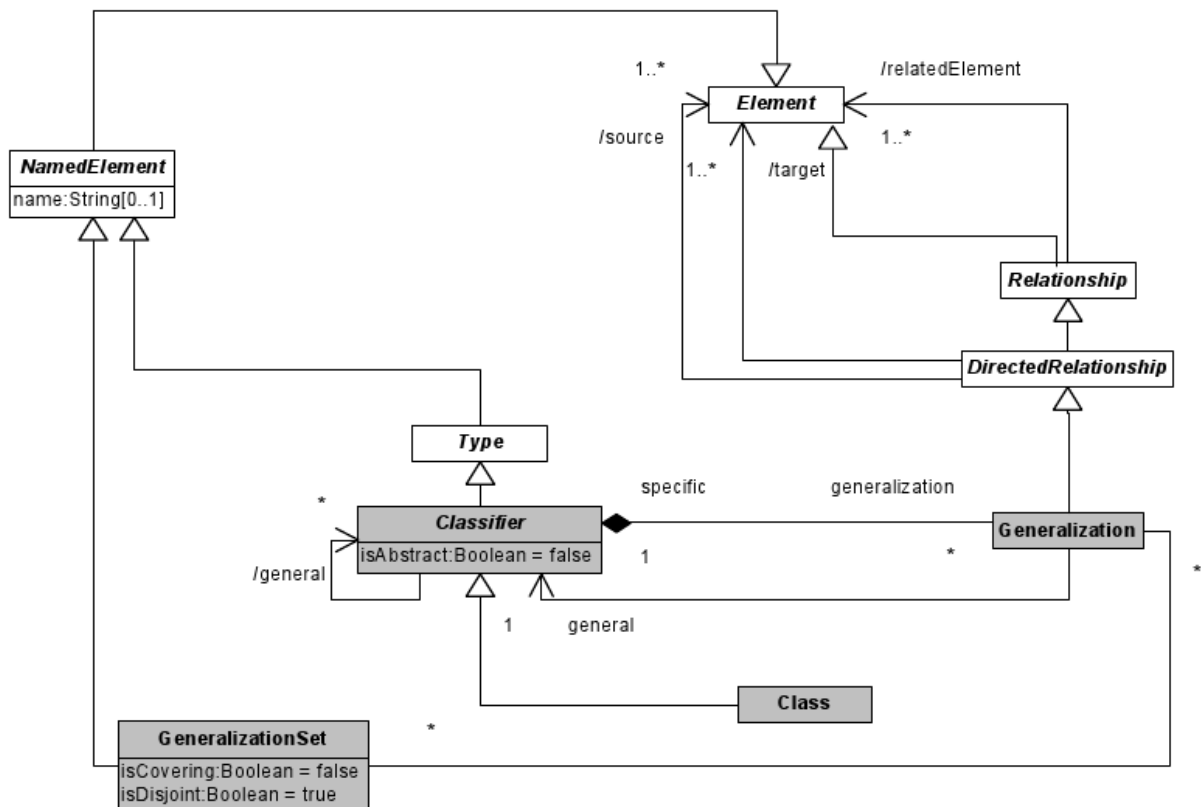 1..*
/relatedElement
Element
/source
1..*
/target
1..*
NamedElement
name:String[0..1]
Relationship
DirectedRelationship
Type
specific
generalization
*
Classifier
Generalization
isAbstract:Boolean = false
1
*
/general
*
1
general
Class
*
GeneralizationSet
isCovering:Boolean = false
isDisjoint:Boolean = true